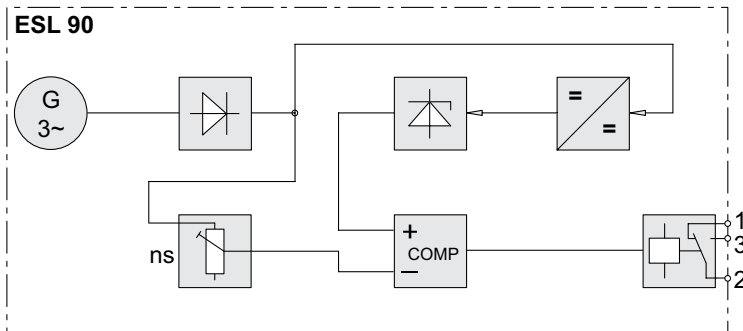 ESL 90
G
3~
=
=
ns
+
COMP
−
1
3
2